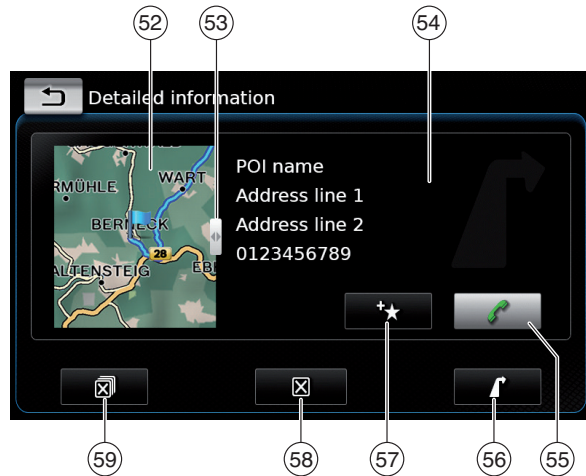 52 53 54
Detailed information
WART
RMÜHLE
BERNECK
28
ALTENSTEIG EBI
POI name
Address line 1
Address line 2
0123456789
59 58 57 56 55